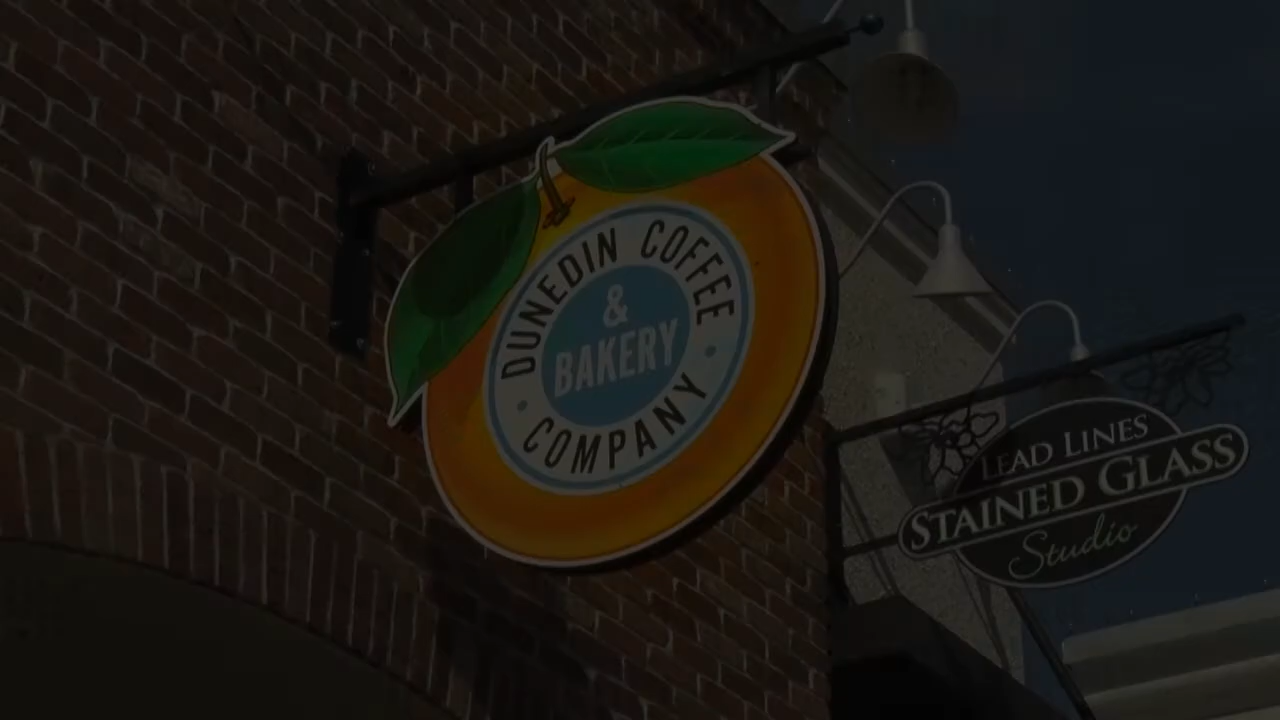 DUNEDIN COFFEE
&
BAKERY
COMPANY
LEAD LINES
STAINED GLASS
Studio